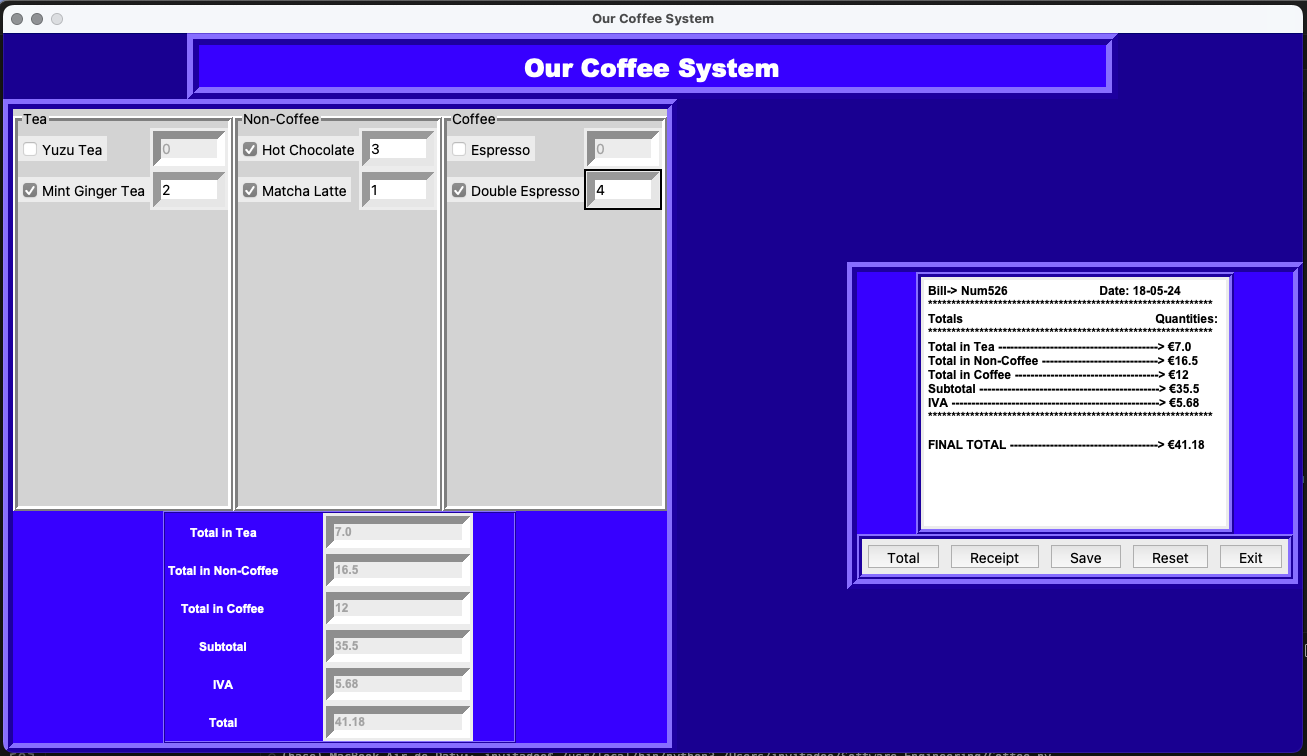 Our Coffee System
Our Coffee System
Tea
Yuzu Tea 0
Mint Ginger Tea 2
Non-Coffee
Hot Chocolate 3
Matcha Latte 1
Coffee
Espresso 0
Double Espresso 4
Total in Tea 7.0
Total in Non-Coffee 16.5
Total in Coffee 12
Subtotal 35.5
IVA 5.68
Total 41.18
Bill-> Num526 Date: 18-05-24
*************************************************************
Totals Quantities:
*************************************************************
Total in Tea -----------------------------------------> €7.0
Total in Non-Coffee ------------------------------> €16.5
Total in Coffee -------------------------------------> €12
Subtotal ----------------------------------------------> €35.5
IVA -----------------------------------------------------> €5.68
*************************************************************
FINAL TOTAL --------------------------------------> €41.18
Total Receipt Save Reset Exit